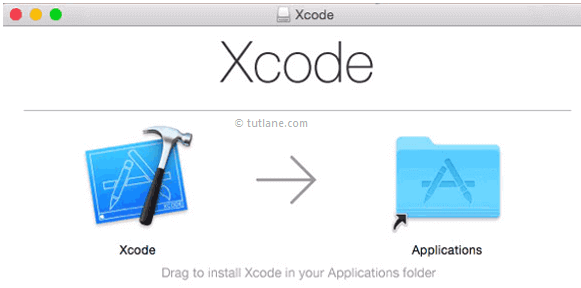 Xcode
Xcode
© tutlane.com
Xcode
Applications
Drag to install Xcode in your Applications folder